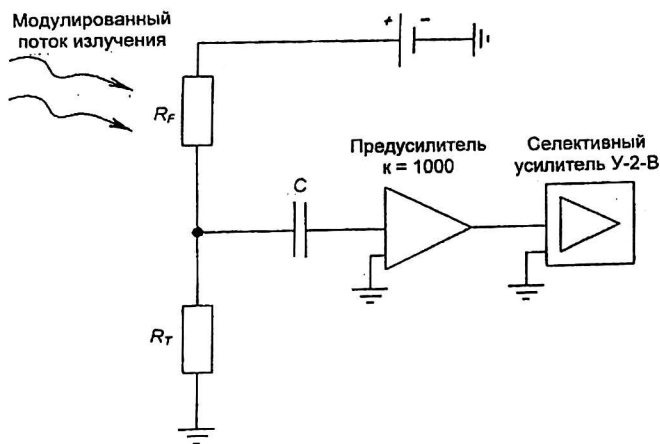 Модулированный
поток излучения
+ -
R_F
Предусилитель
к = 1000
Селективный
усилитель У-2-В
C
R_T